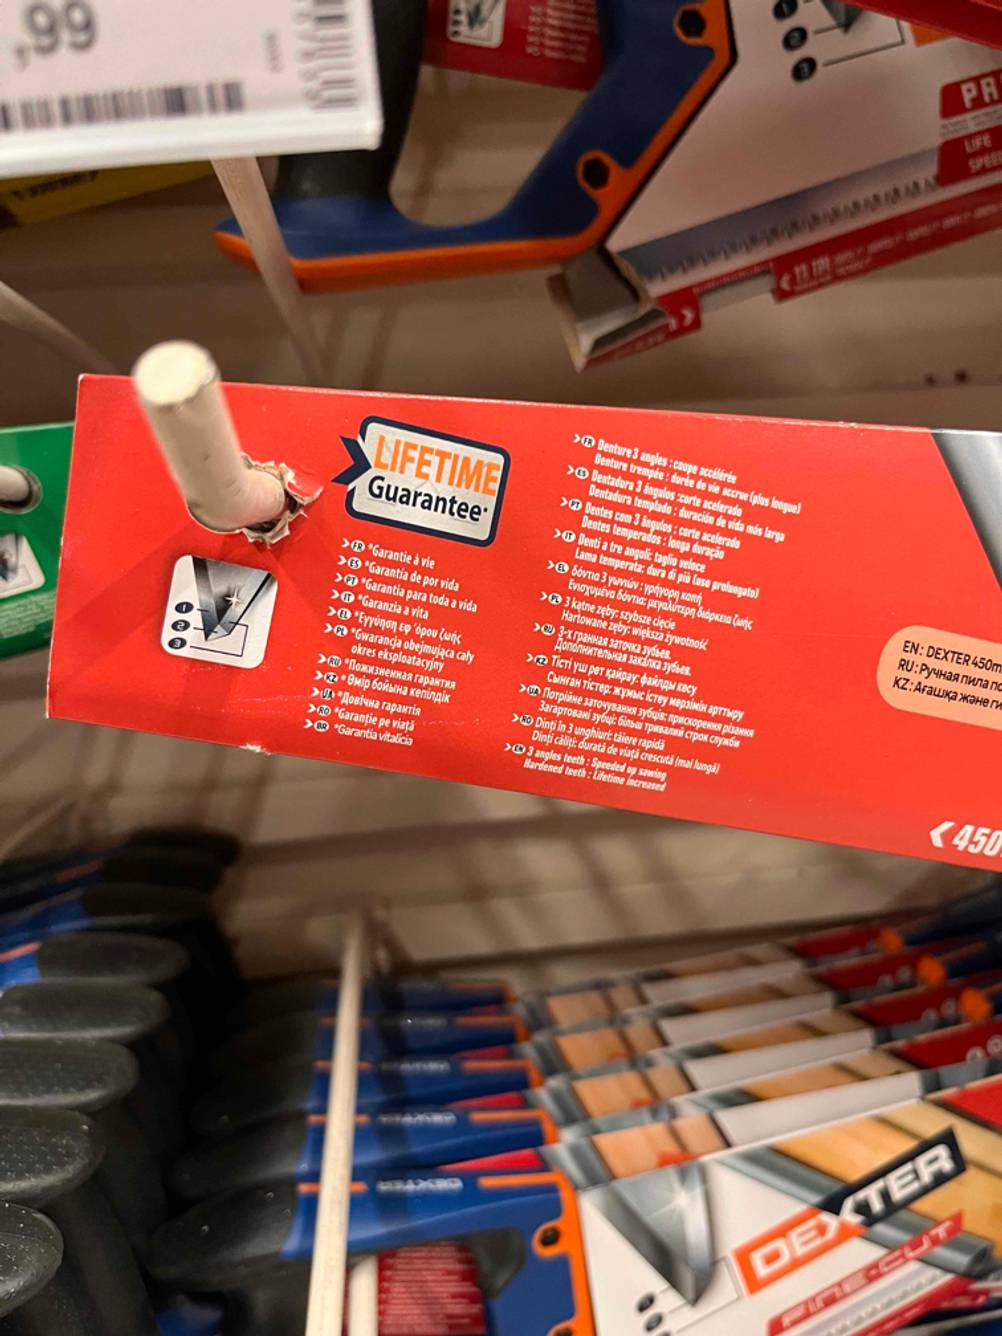 ,99
PR
LIFE
SPEE
LIFETIME
Guarantee*
FR *Garantie à vie
ES *Garantía de por vida
PT *Garantia para toda a vida
IT *Garanzia a vita
EL *Εγγύηση εφ ‘όρου ζωής
PL *Gwarancja obejmująca cały
okres eksploatacyjny
RU *Пожизненная гарантия
KZ * Өмір бойына кепілдік
UA *Довічна гарантія
RO *Garanție pe viață
BR *Garantia vitalícia
1
2
3
FR Denture 3 angles : coupe accélérée
Denture trempée : durée de vie accrue (plus longue)
ES Dentadura 3 ángulos :corte acelerado
Dentadura templado : duración de vida más larga
PT Dentes com 3 ângulos : corte acelerado
Dentes temperados : longa duração
IT Denti a tre angoli: taglio veloce
Lama temperata: dura di più (uso prolongato)
EL δόντια 3 γωνιών : γρήγορη κοπή
Ενισχυμένα δόντια: μεγαλύτερη διάρκεια ζωής
PL 3 kątne zęby: szybsze cięcie
Hartowane zęby: większa żywotność
RU 3-х гранная заточка зубьев.
Дополнительная закалка зубьев.
KZ Тісті үш рет қайрау: файлды кесу
Сынған тістер: жұмыс істеу мерзімін арттыру
UA Потрійне заточування зубців: прискорення різання
Загартовані зубці: більш тривалий строк служби
RO Dinți în 3 unghiuri: tăiere rapidă
Dinți căliți: durată de viață crescută (mai lungă)
EN 3 angles teeth : Speeded up sawing
Hardened teeth : Lifetime increased
EN : DEXTER 450m
RU : Ручная пила по
KZ : Ағашқа және ги
450
DEXTER
DEXTER
FINE-CUT